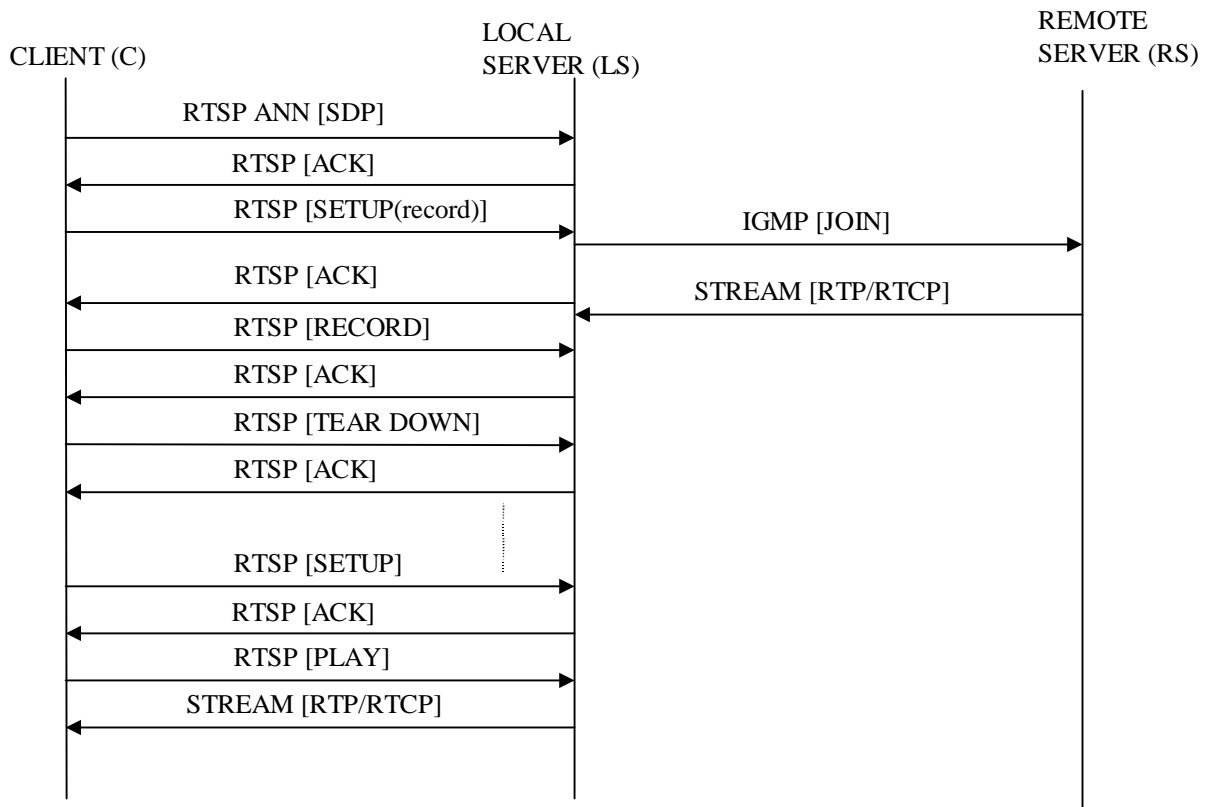 CLIENT (C)
LOCAL
SERVER (LS)
REMOTE
SERVER (RS)
RTSP ANN [SDP]
RTSP [ACK]
RTSP [SETUP(record)]
IGMP [JOIN]
RTSP [ACK]
STREAM [RTP/RTCP]
RTSP [RECORD]
RTSP [ACK]
RTSP [TEAR DOWN]
RTSP [ACK]
RTSP [SETUP]
RTSP [ACK]
RTSP [PLAY]
STREAM [RTP/RTCP]